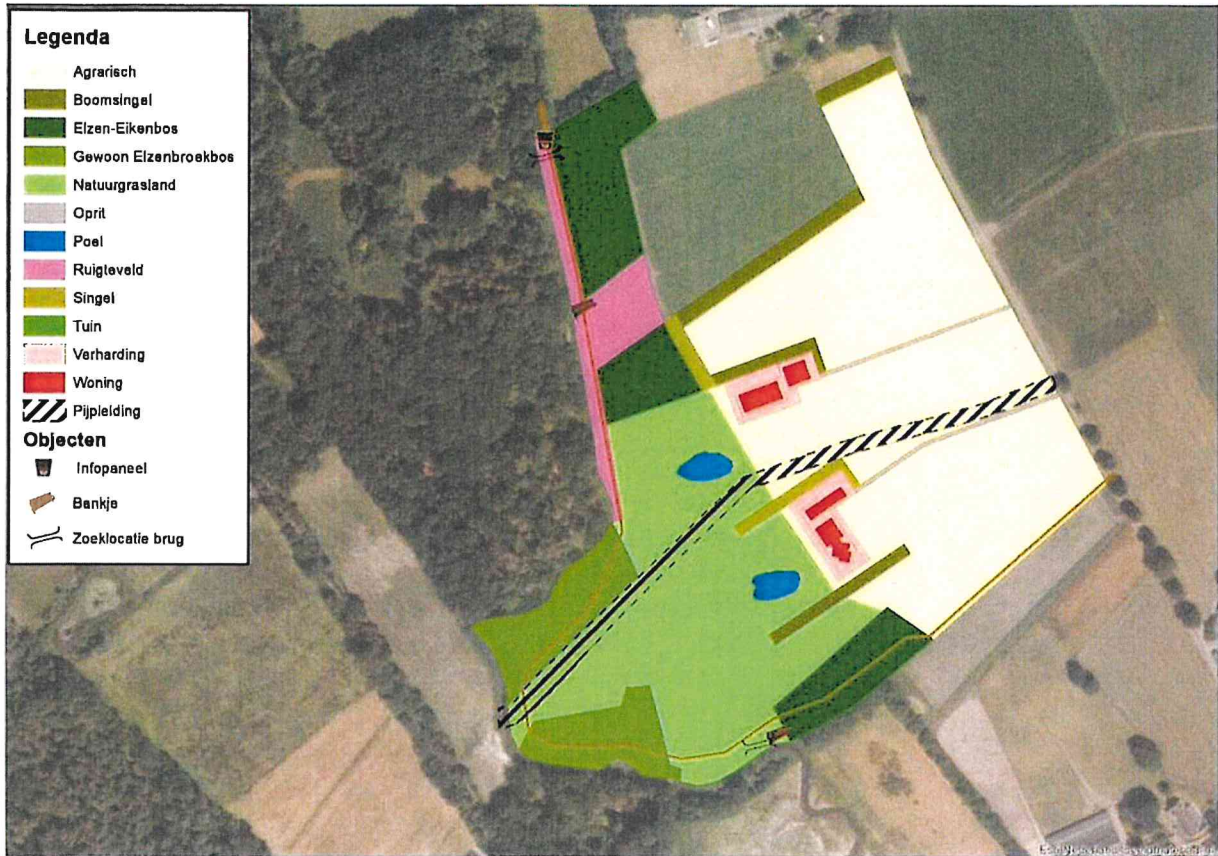 Legenda
Agrarisch
Boomsingel
Elzen-Eikenbos
Gewoon Elzenbroekbos
Natuurgrasland
Oprit
Poel
Ruigteveld
Singel
Tuin
Verharding
Woning
Pijpleiding
Objecten
Infopaneel
Bankje
Zoeklocatie brug